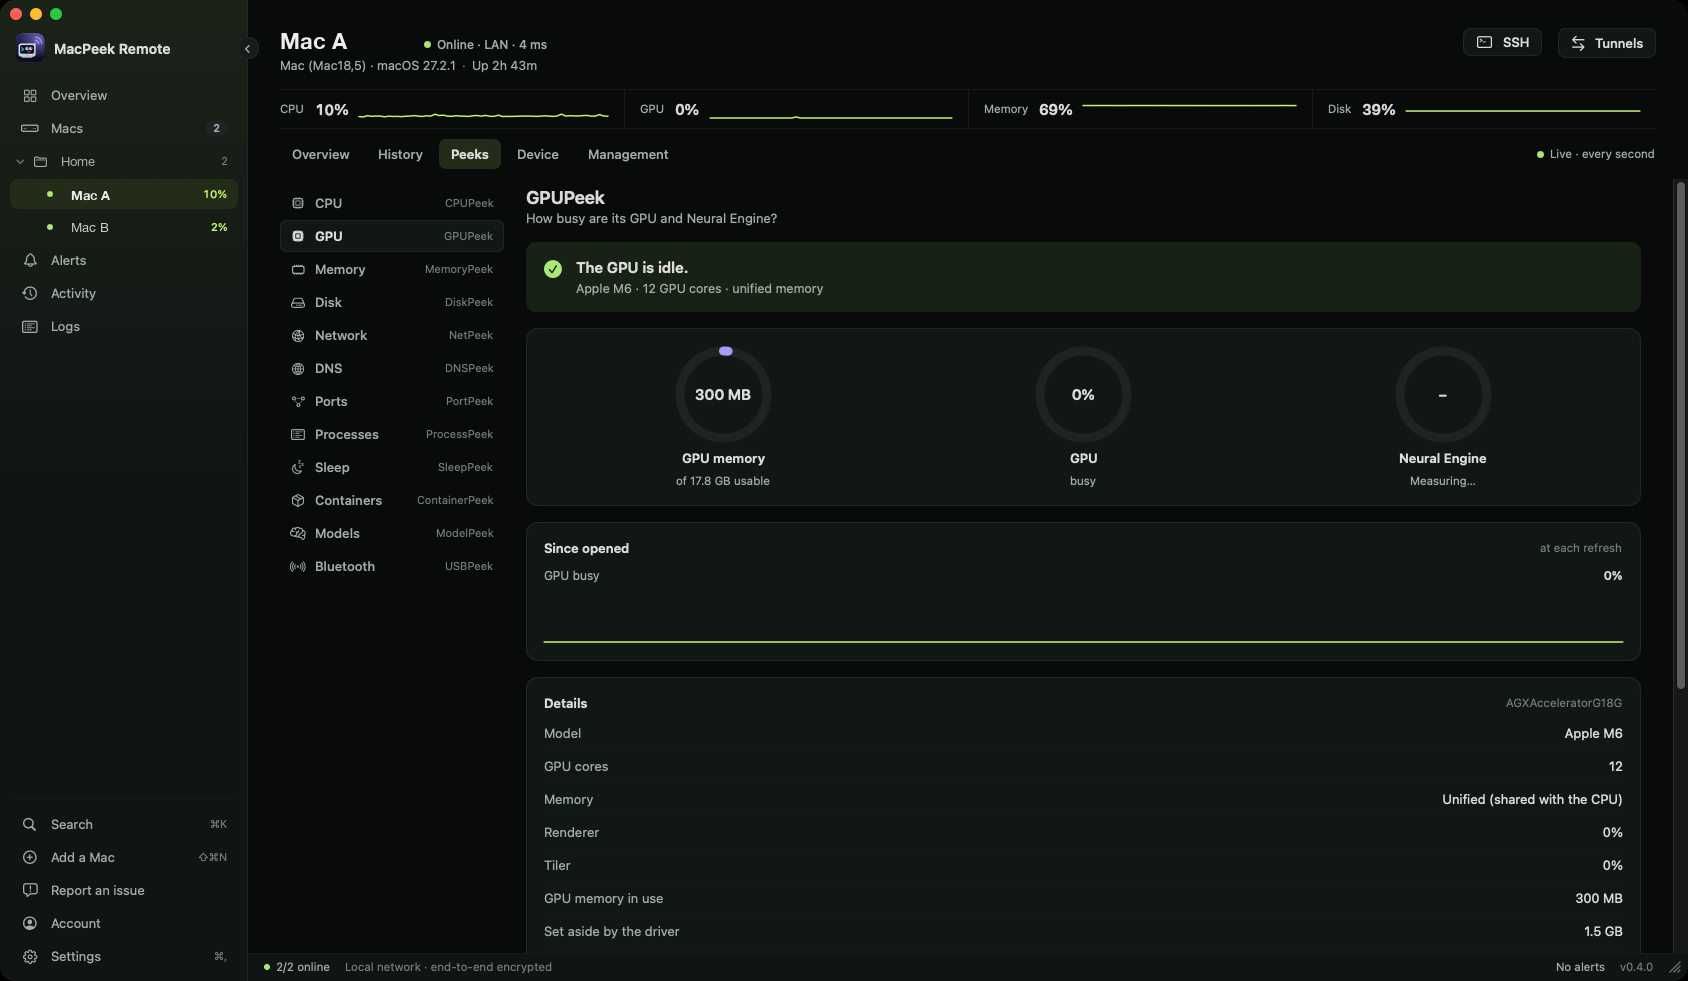 MacPeek Remote
Overview
Macs 2
Home 2
Mac A 10%
Mac B 2%
Alerts
Activity
Logs
Search ⌘K
Add a Mac ⇧⌘N
Report an issue
Account
Settings ⌘,
Mac A
Online · LAN · 4 ms
Mac (Mac18,5) · macOS 27.2.1 · Up 2h 43m
SSH
Tunnels
CPU 10%
GPU 0%
Memory 69%
Disk 39%
Overview History Peeks Device Management
Live · every second
CPU CPUPeek
GPU GPUPeek
Memory MemoryPeek
Disk DiskPeek
Network NetPeek
DNS DNSPeek
Ports PortPeek
Processes ProcessPeek
Sleep SleepPeek
Containers ContainerPeek
Models ModelPeek
Bluetooth USBPeek
GPUPeek
How busy are its GPU and Neural Engine?
The GPU is idle.
Apple M6 · 12 GPU cores · unified memory
300 MB
GPU memory
of 17.8 GB usable
0%
GPU
busy
–
Neural Engine
Measuring...
Since opened at each refresh
GPU busy 0%
Details AGXAcceleratorG18G
Model Apple M6
GPU cores 12
Memory Unified (shared with the CPU)
Renderer 0%
Tiler 0%
GPU memory in use 300 MB
Set aside by the driver 1.5 GB
2/2 online Local network · end-to-end encrypted
No alerts v0.4.0